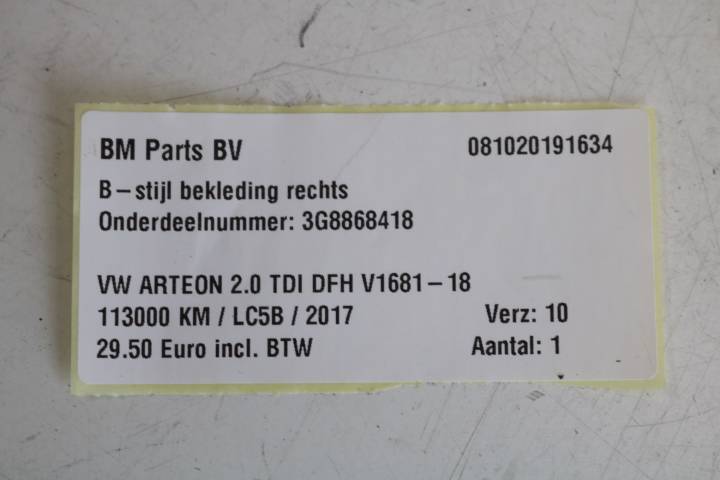 BM Parts BV 081020191634
B-stijl bekleding rechts
Onderdeelnummer: 3G8868418
VW ARTEON 2.0 TDI DFH V1681-18
113000 KM / LC5B / 2017 Verz: 10
29.50 Euro incl. BTW Aantal: 1